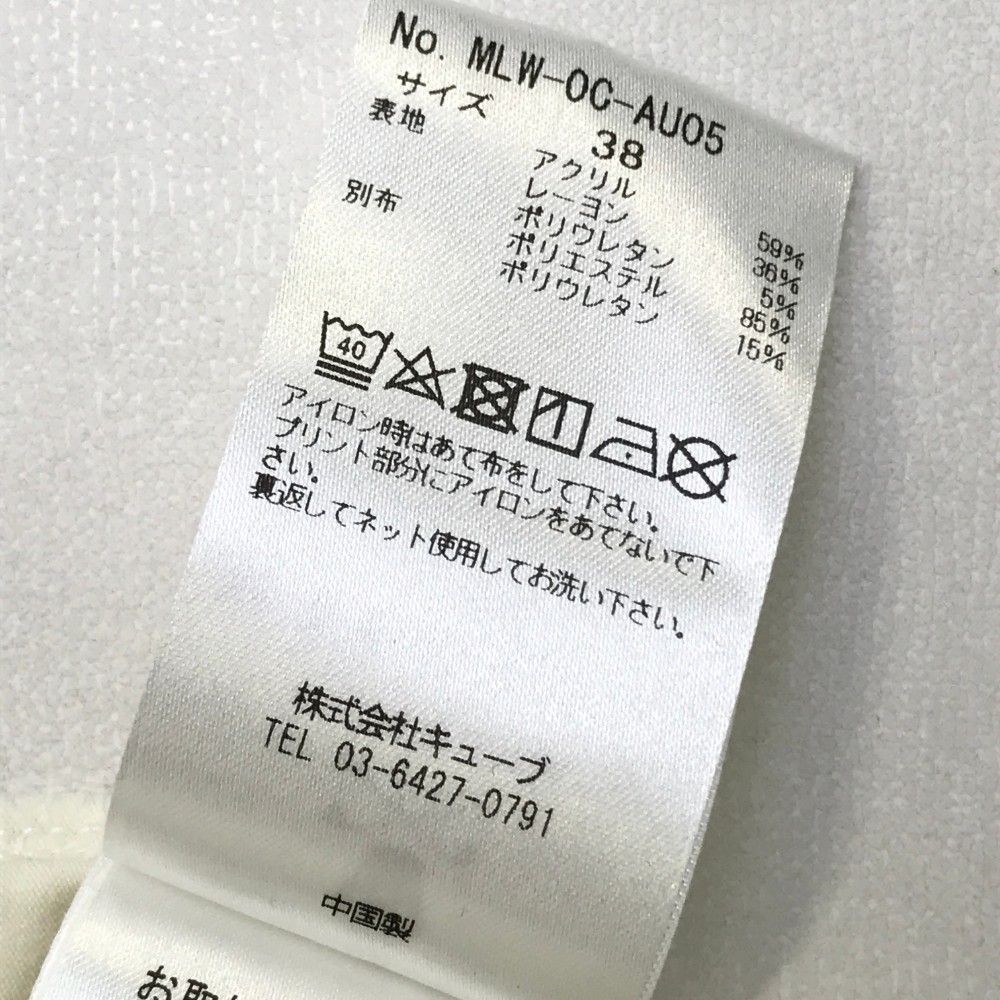 No. MLW-OC-AU05
サイズ 38
表地 アクリル 59%
レーヨン 36%
ポリウレタン 5%
別布 ポリエステル 85%
ポリウレタン 15%
40
アイロン時はあて布をして下さい。
プリント部分にアイロンをあてないで下
さい。
裏返してネット使用してお洗い下さい。
株式会社キューブ
TEL 03-6427-0791
中国製
お取